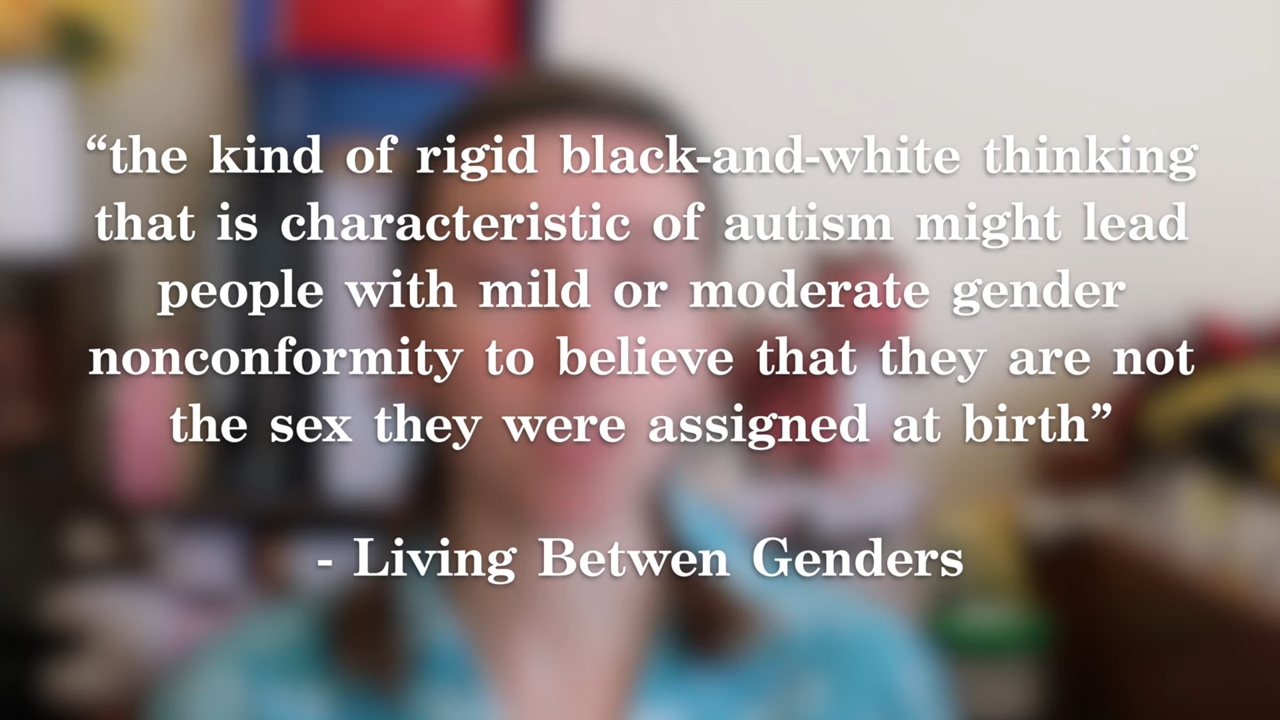 “the kind of rigid black-and-white thinking
that is characteristic of autism might lead
people with mild or moderate gender
nonconformity to believe that they are not
the sex they were assigned at birth”
- Living Betwen Genders